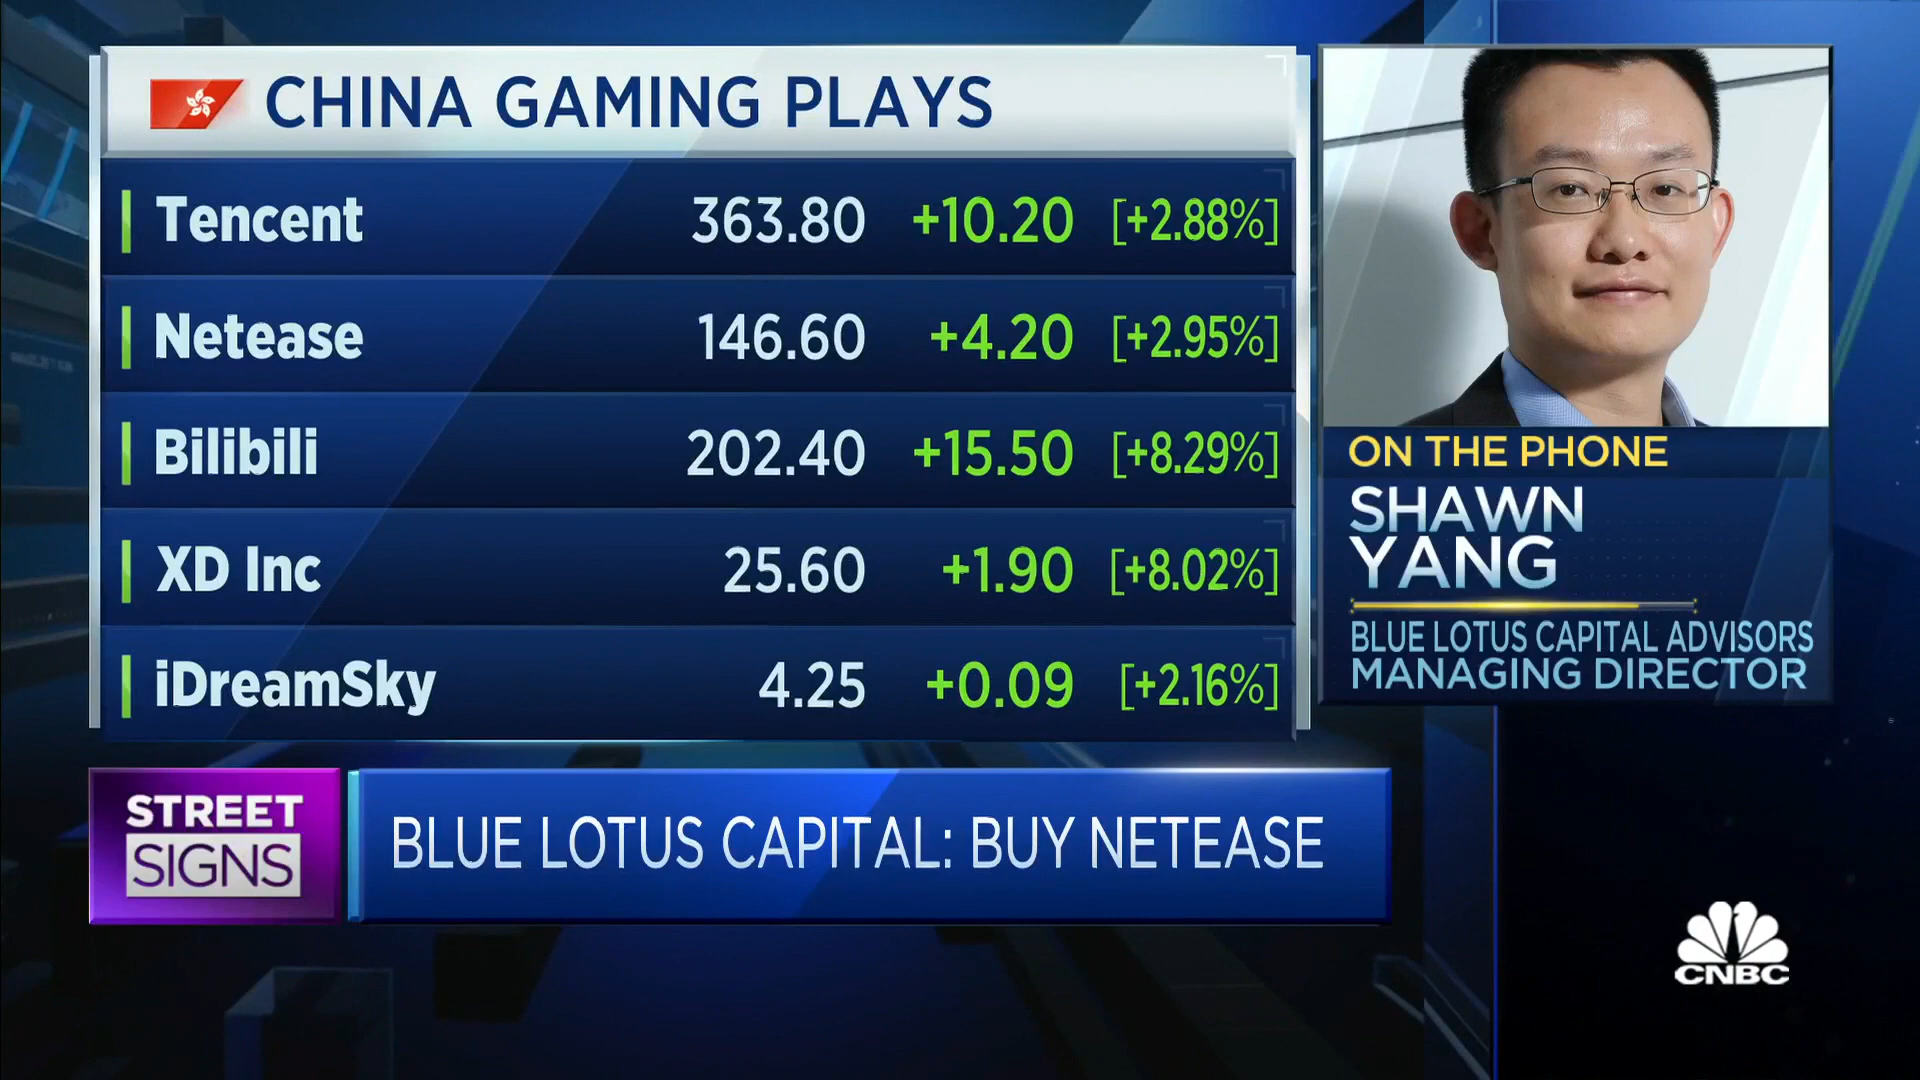 CHINA GAMING PLAYS
Tencent 363.80 +10.20 [+2.88%]
Netease 146.60 +4.20 [+2.95%]
Bilibili 202.40 +15.50 [+8.29%]
XD Inc 25.60 +1.90 [+8.02%]
iDreamSky 4.25 +0.09 [+2.16%]
ON THE PHONE
SHAWN
YANG
BLUE LOTUS CAPITAL ADVISORS
MANAGING DIRECTOR
STREET
SIGNS
BLUE LOTUS CAPITAL: BUY NETEASE
CNBC